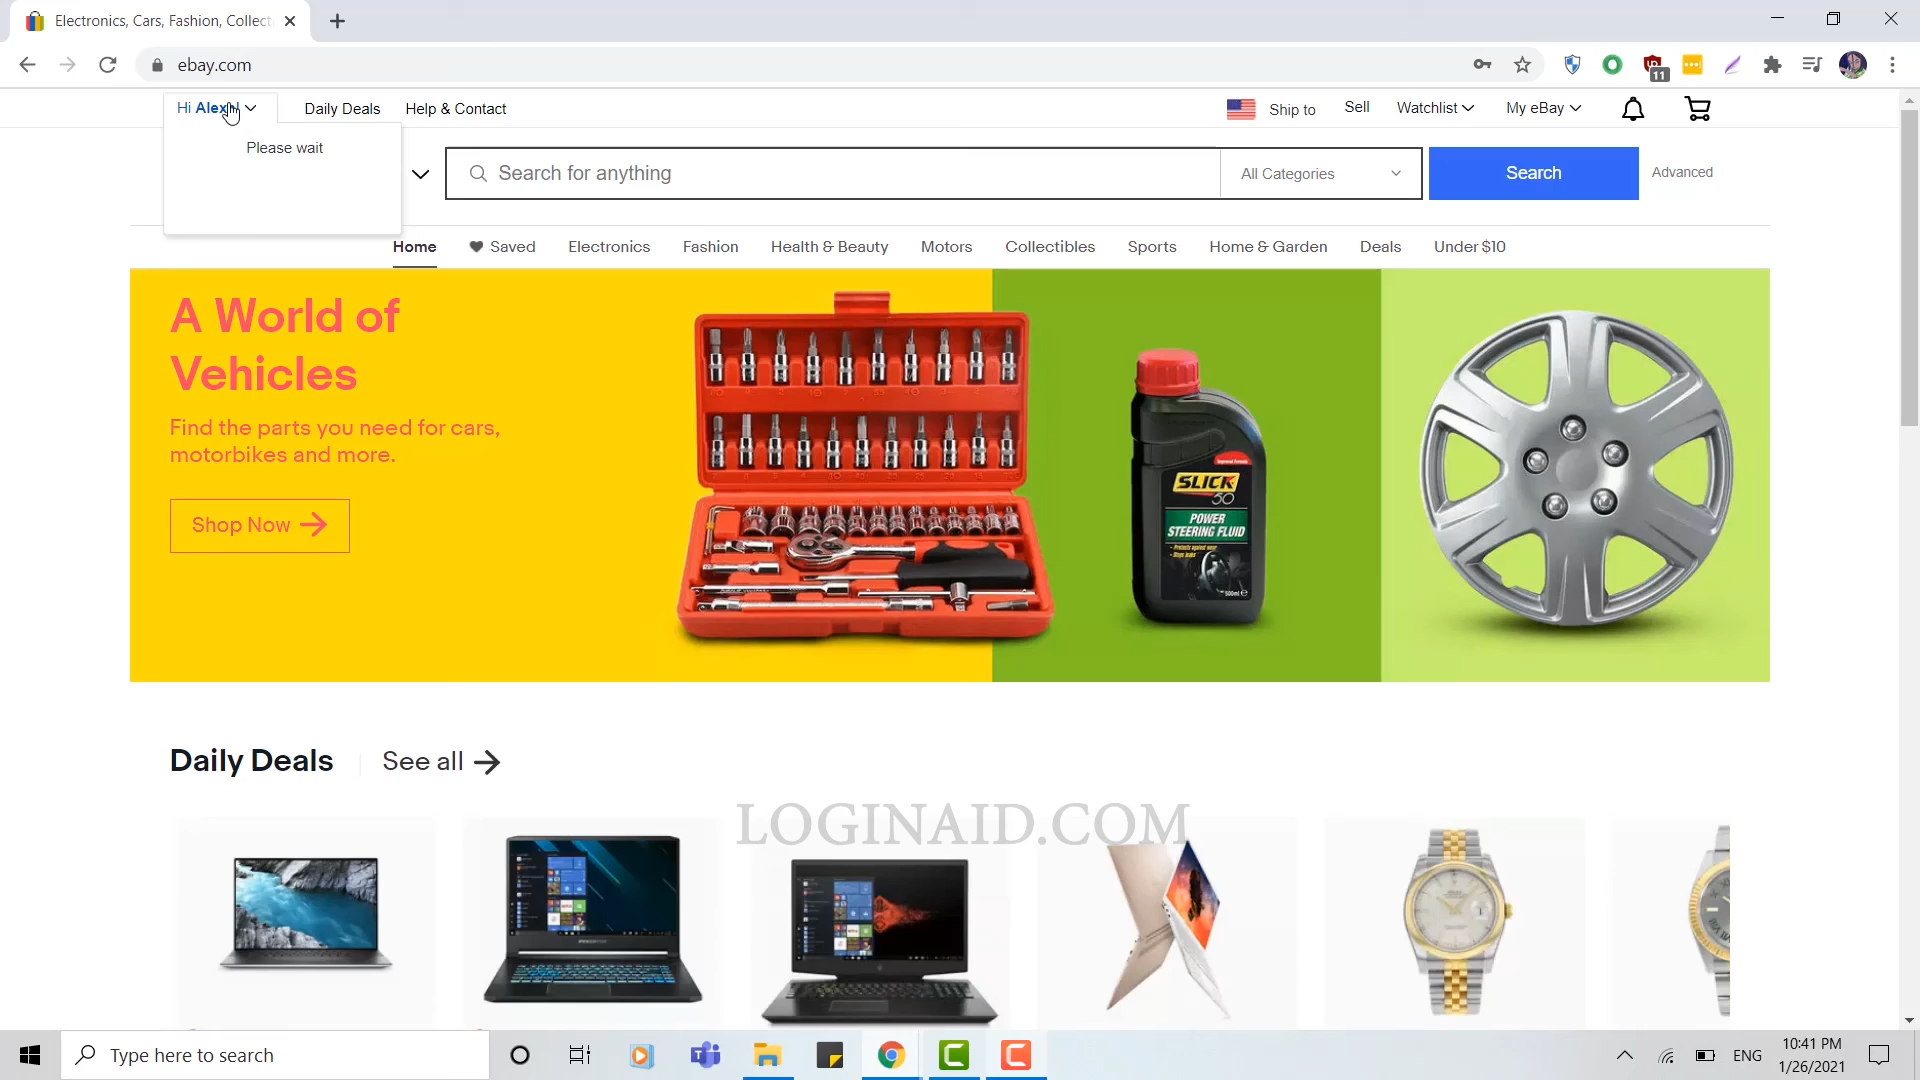 Electronics, Cars, Fashion, Collect
ebay.com
11
Hi Alex
Daily Deals
Help & Contact
Ship to
Sell
Watchlist
My eBay
Please wait
Search for anything
All Categories
Search
Advanced
Home
Saved
Electronics
Fashion
Health & Beauty
Motors
Collectibles
Sports
Home & Garden
Deals
Under $10
A World of
Vehicles
Find the parts you need for cars,
motorbikes and more.
Shop Now
SLICK
50
POWER
STEERING FLUID
500ml
Daily Deals
See all
LOGINAID.COM
Type here to search
ENG
10:41 PM
1/26/2021